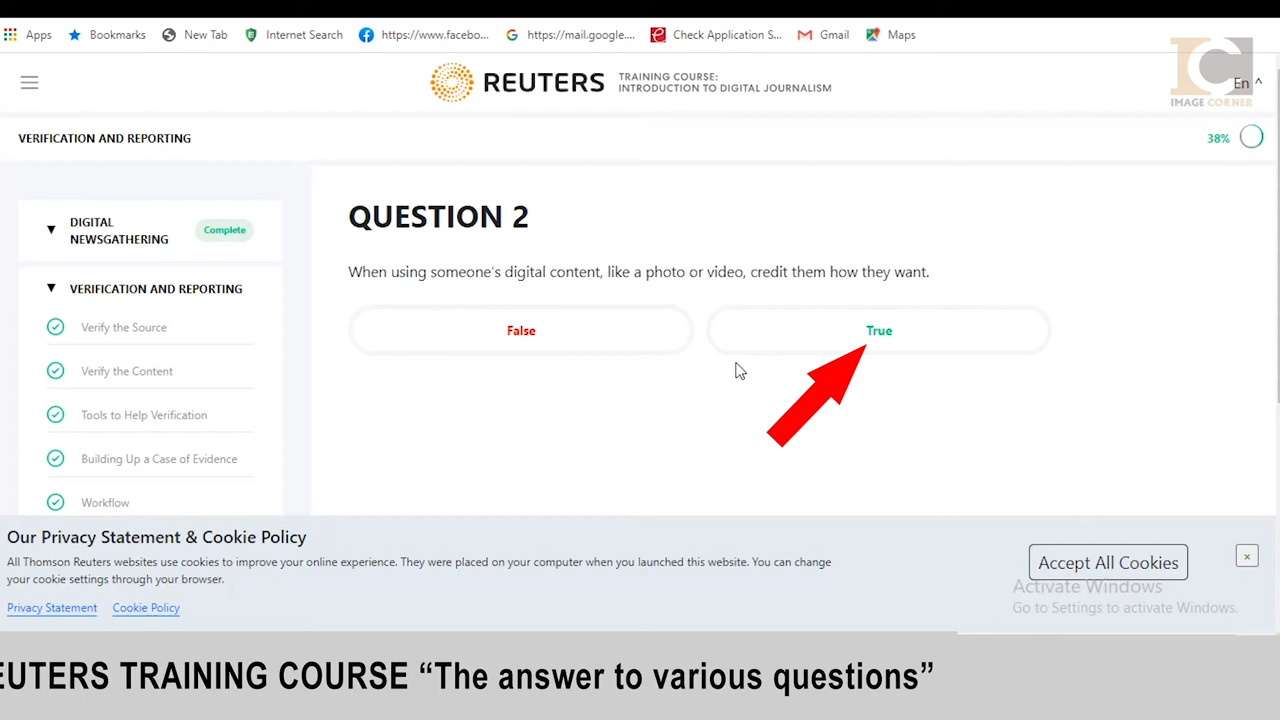 Apps
Bookmarks
New Tab
Internet Search
https://www.facebo...
https://mail.google....
Check Application S...
Gmail
Maps
REUTERS
TRAINING COURSE:
INTRODUCTION TO DIGITAL JOURNALISM
IC
IMAGE CORNER
En
VERIFICATION AND REPORTING
38%
DIGITAL
NEWSGATHERING
Complete
VERIFICATION AND REPORTING
Verify the Source
Verify the Content
Tools to Help Verification
Building Up a Case of Evidence
Workflow
QUESTION 2
When using someone's digital content, like a photo or video, credit them how they want.
False
True
Our Privacy Statement & Cookie Policy
All Thomson Reuters websites use cookies to improve your online experience. They were placed on your computer when you launched this website. You can change
your cookie settings through your browser.
Privacy Statement
Cookie Policy
Accept All Cookies
Activate Windows
Go to Settings to activate Windows.
EUTERS TRAINING COURSE “The answer to various questions”